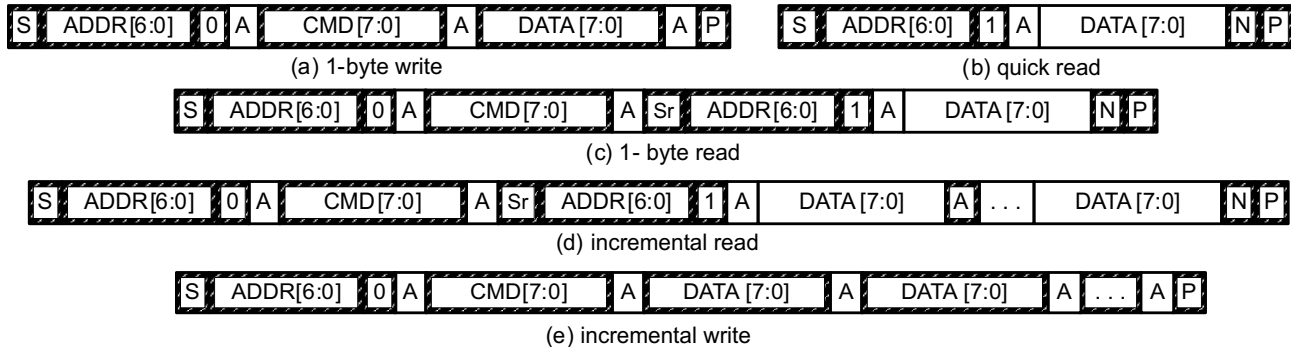 S ADDR[6:0] 0 A CMD[7:0] A DATA [7:0] A P
(a) 1-byte write
S ADDR[6:0] 1 A DATA [7:0] N P
(b) quick read
S ADDR[6:0] 0 A CMD[7:0] A Sr ADDR[6:0] 1 A DATA [7:0] N P
(c) 1- byte read
S ADDR[6:0] 0 A CMD[7:0] A Sr ADDR[6:0] 1 A DATA [7:0] A . . . DATA [7:0] N P
(d) incremental read
S ADDR[6:0] 0 A CMD[7:0] A DATA [7:0] A DATA [7:0] A . . . A P
(e) incremental write